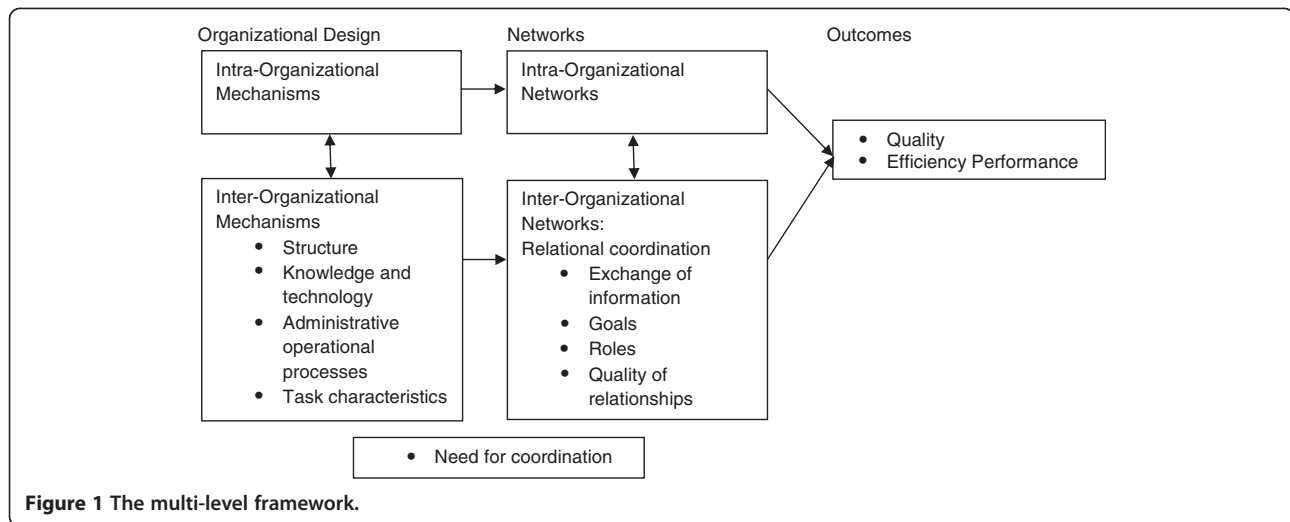 Organizational Design
Networks
Outcomes
Intra-Organizational
Mechanisms
Intra-Organizational
Networks
• Quality
• Efficiency Performance
Inter-Organizational
Mechanisms
• Structure
• Knowledge and
technology
• Administrative
operational
processes
• Task characteristics
Inter-Organizational
Networks:
Relational coordination
• Exchange of
information
• Goals
• Roles
• Quality of
relationships
• Need for coordination
Figure 1 The multi-level framework.